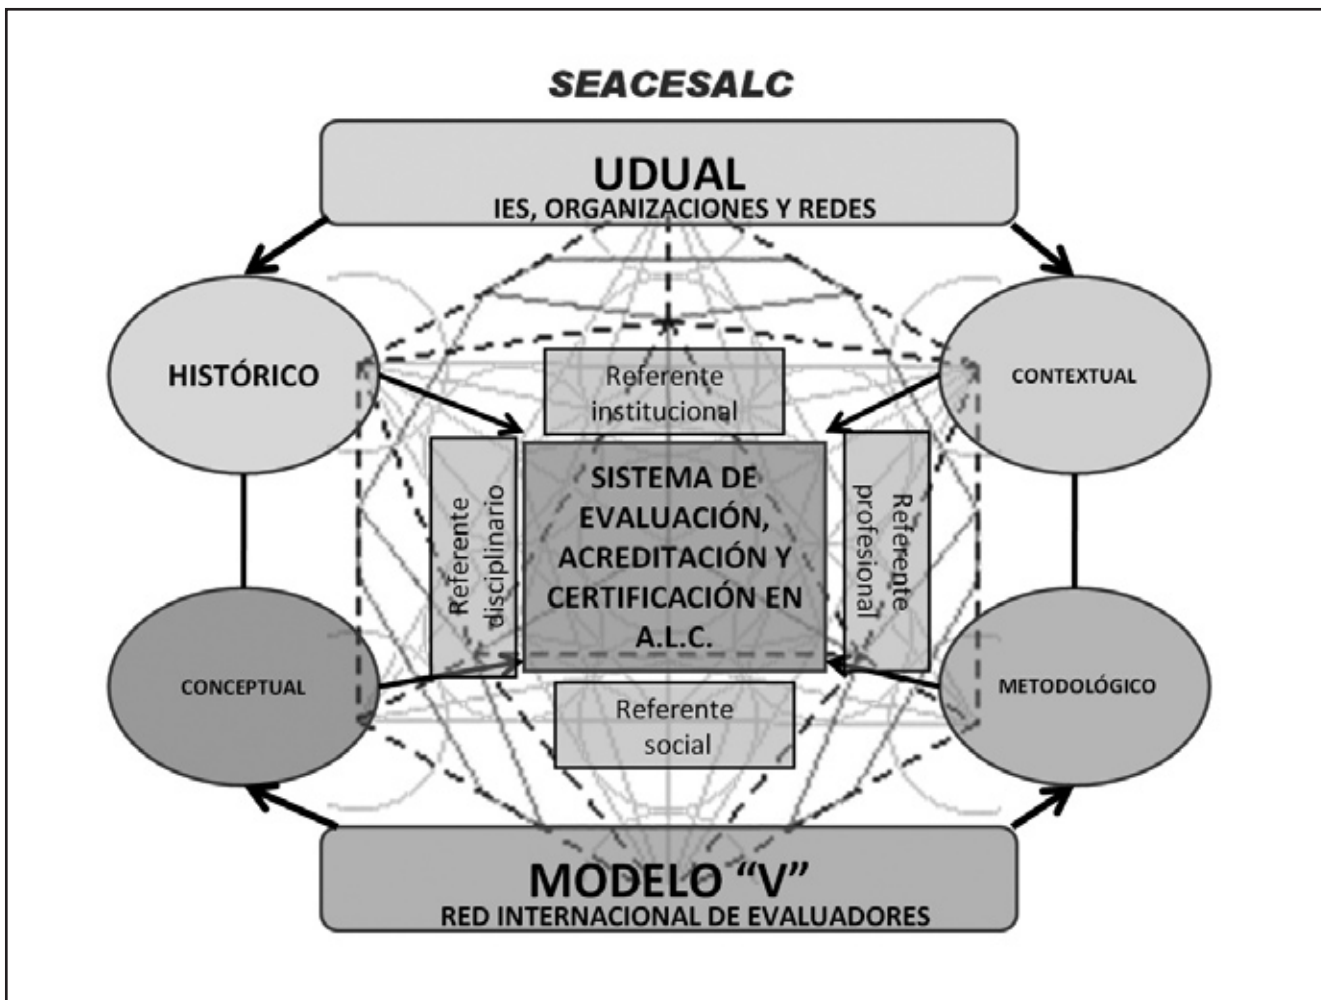 SEACESALC
UDUAL
IES, ORGANIZACIONES Y REDES
HISTÓRICO
CONTEXTUAL
Referente
institucional
Referente
disciplinario
SISTEMA DE
EVALUACIÓN,
ACREDITACIÓN Y
CERTIFICACIÓN EN
A.L.C.
Referente
profesional
CONCEPTUAL
METODOLÓGICO
Referente
social
MODELO “V”
RED INTERNACIONAL DE EVALUADORES